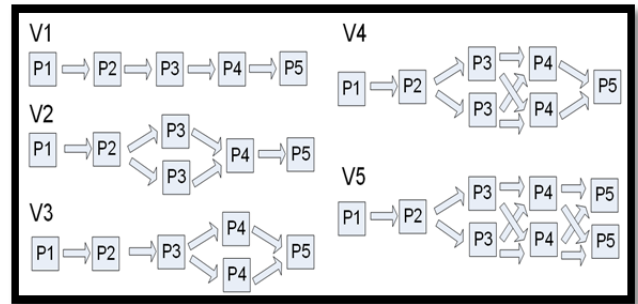 V1
P1 P2 P3 P4 P5
V2
P3
P1 P2 P4 P5
P3
V3
P4
P1 P2 P3 P5
P4
V4
P3 P4
P1 P2 P5
P3 P4
V5
P3 P4 P5
P1 P2
P3 P4 P5